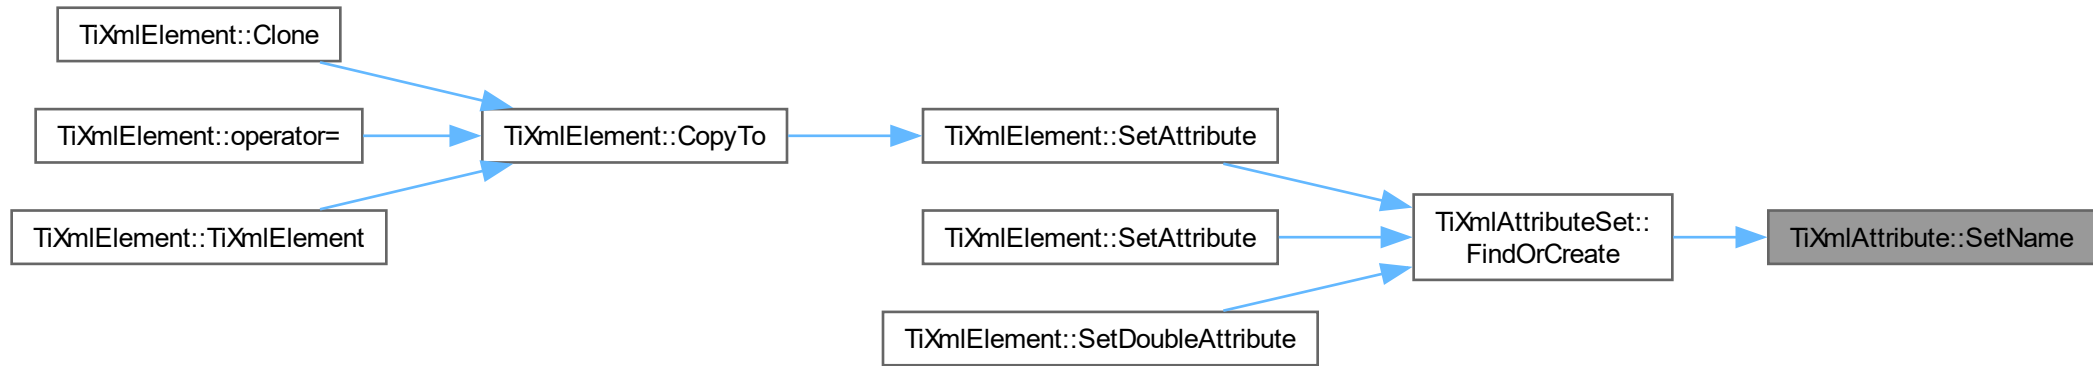 TiXmlElement::Clone
TiXmlElement::operator=
TiXmlElement::TiXmlElement
TiXmlElement::CopyTo
TiXmlElement::SetAttribute
TiXmlElement::SetAttribute
TiXmlElement::SetDoubleAttribute
TiXmlAttributeSet::
FindOrCreate
TiXmlAttribute::SetName